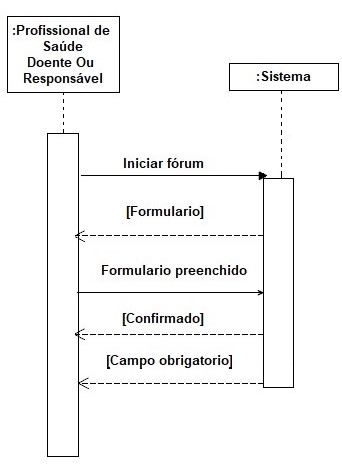 :Profissional de
Saúde
Doente Ou
Responsável
:Sistema
Iniciar fórum
[Formulario]
Formulario preenchido
[Confirmado]
[Campo obrigatorio]